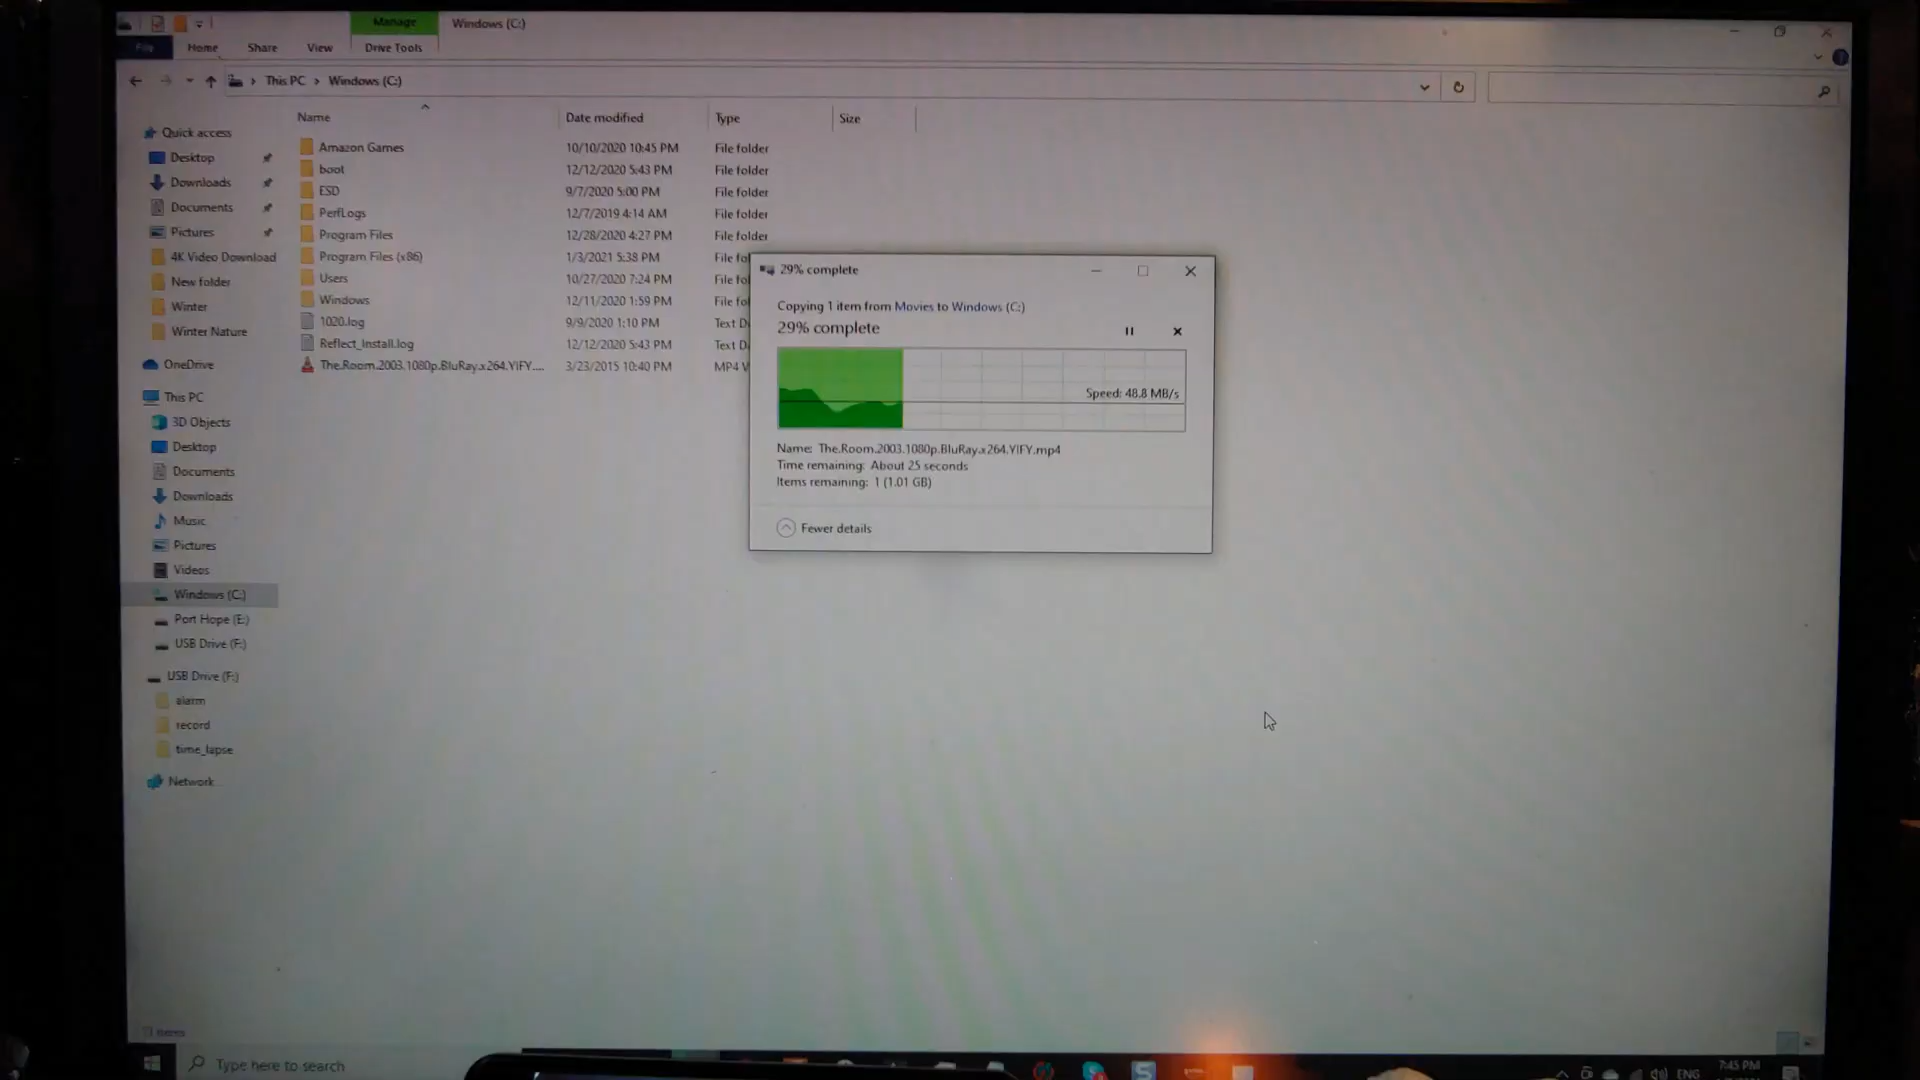 Manage
Windows (C:)
File
Home
Share
View
Drive Tools
This PC > Windows (C:)
Name
Date modified
Type
Size
Quick access
Desktop
Downloads
Documents
Pictures
4K Video Download
New folder
Winter
Winter Nature
OneDrive
This PC
3D Objects
Desktop
Documents
Downloads
Music
Pictures
Videos
Windows (C:)
Port Hope (E:)
USB Drive (F:)
USB Drive (F:)
alarm
record
time_lapse
Network
Amazon Games 10/10/2020 10:45 PM File folder
boot 12/12/2020 5:43 PM File folder
ESD 9/7/2020 5:00 PM File folder
PerfLogs 12/7/2019 4:14 AM File folder
Program Files 12/28/2020 4:27 PM File folder
Program Files (x86) 1/3/2021 5:38 PM File fo
Users 10/27/2020 7:24 PM File fo
Windows 12/11/2020 1:59 PM File fo
1020.log 9/9/2020 1:10 PM Text D
Reflect_Install.log 12/12/2020 5:43 PM Text D
The.Room.2003.1080p.BluRay.x264.YIFY.... 3/23/2015 10:40 PM MP4 V
29% complete
Copying 1 item from Movies to Windows (C:)
29% complete
Speed: 48.8 MB/s
Name: The.Room.2003.1080p.BluRay.x264.YIFY.mp4
Time remaining: About 25 seconds
Items remaining: 1 (1.01 GB)
Fewer details
items
Type here to search
ENG
7:45 PM